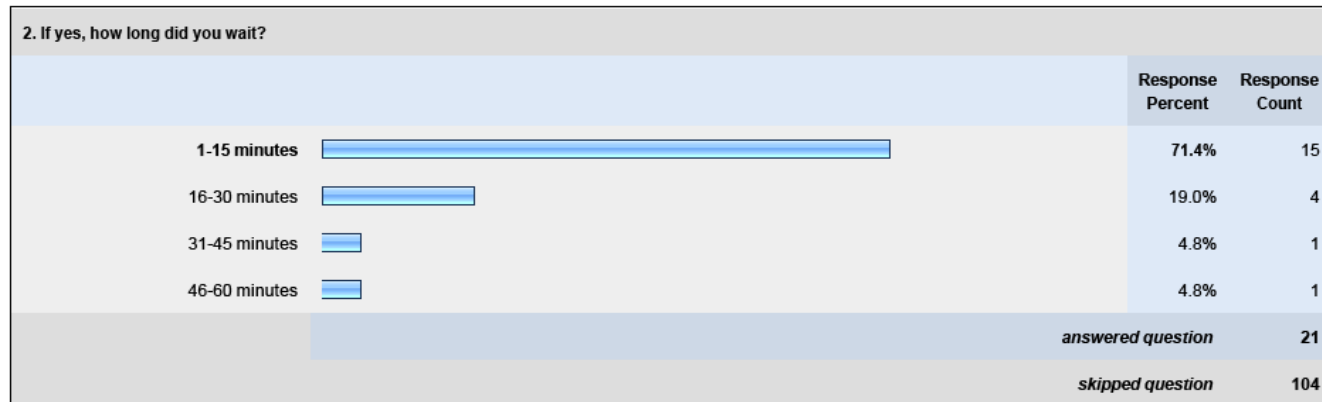 2. If yes, how long did you wait?
Response Percent Response Count
1-15 minutes 71.4% 15
16-30 minutes 19.0% 4
31-45 minutes 4.8% 1
46-60 minutes 4.8% 1
answered question 21
skipped question 104